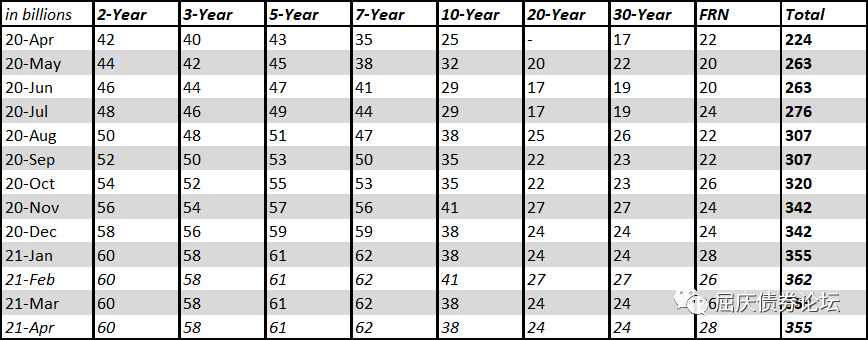 in billions 2-Year 3-Year 5-Year 7-Year 10-Year 20-Year 30-Year FRN Total
20-Apr 42 40 43 35 25 - 17 22 224
20-May 44 42 45 38 32 20 22 20 263
20-Jun 46 44 47 41 29 17 19 20 263
20-Jul 48 46 49 44 29 17 19 24 276
20-Aug 50 48 51 47 38 25 26 22 307
20-Sep 52 50 53 50 35 22 23 22 307
20-Oct 54 52 55 53 35 22 23 26 320
20-Nov 56 54 57 56 41 27 27 24 342
20-Dec 58 56 59 59 38 24 24 24 342
21-Jan 60 58 61 62 38 24 24 28 355
21-Feb 60 58 61 62 41 27 27 26 362
21-Mar 60 58 61 62 38 24 24
屈庆债券论坛
21-Apr 60 58 61 62 38 24 24 28 355